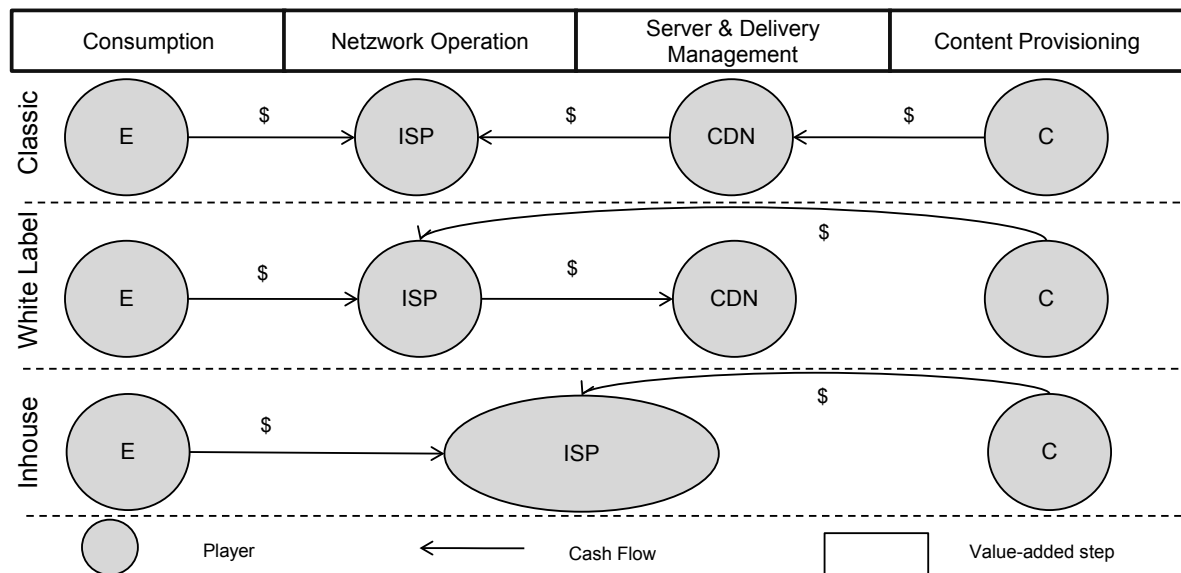 Consumption
Netzwork Operation
Server & Delivery
Management
Content Provisioning
Classic
E
$
ISP
$
CDN
$
C
White Label
E
$
ISP
$
CDN
$
C
Inhouse
E
$
ISP
$
C
Player
Cash Flow
Value-added step